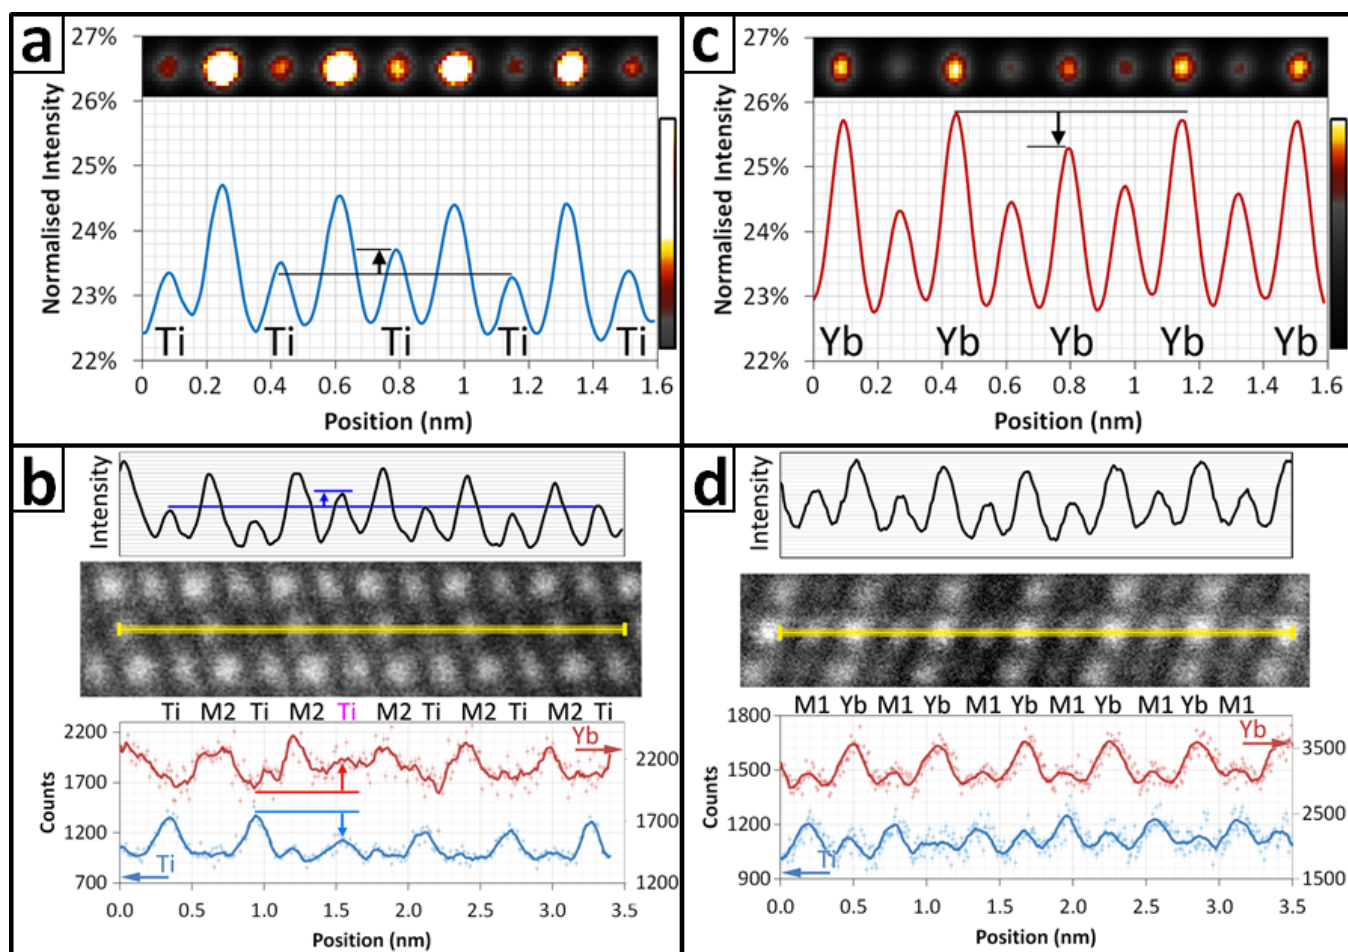 a
27%
26%
25%
24%
23%
22%
Normalised Intensity
Ti Ti Ti Ti Ti
0 0.2 0.4 0.6 0.8 1 1.2 1.4 1.6
Position (nm)
c
27%
26%
25%
24%
23%
22%
Normalised Intensity
Yb Yb Yb Yb Yb
0 0.2 0.4 0.6 0.8 1 1.2 1.4 1.6
Position (nm)
b
Intensity
Ti M2 Ti M2 Ti M2 Ti M2 Ti M2 Ti
2200
1700
1200
700
Counts
Yb
Ti
2200
1700
1200
0.0 0.5 1.0 1.5 2.0 2.5 3.0 3.5
Position (nm)
d
Intensity
M1 Yb M1 Yb M1 Yb M1 Yb M1 Yb M1
1800
1500
1200
900
Counts
Yb
Ti
3500
2500
1500
0.0 0.5 1.0 1.5 2.0 2.5 3.0 3.5
Position (nm)